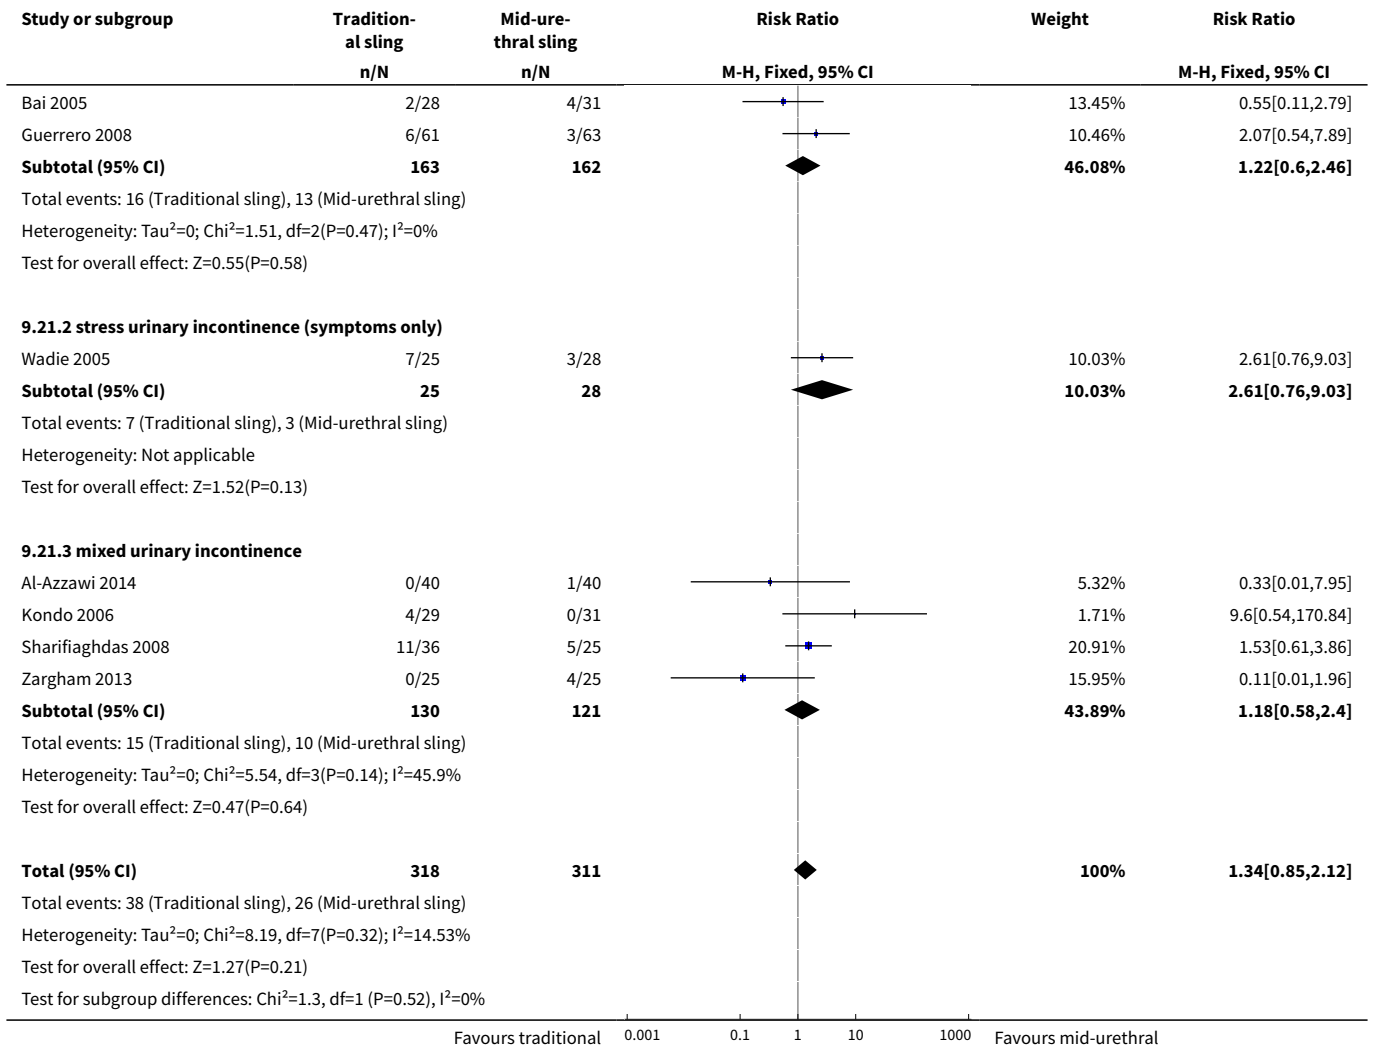 Study or subgroup Tradition- Mid-ure- Risk Ratio Weight Risk Ratio
al sling thral sling
n/N n/N M-H, Fixed, 95% CI M-H, Fixed, 95% CI
Bai 2005 2/28 4/31 13.45% 0.55[0.11,2.79]
Guerrero 2008 6/61 3/63 10.46% 2.07[0.54,7.89]
Subtotal (95% CI) 163 162 46.08% 1.22[0.6,2.46]
Total events: 16 (Traditional sling), 13 (Mid-urethral sling)
Heterogeneity: Tau²=0; Chi²=1.51, df=2(P=0.47); I²=0%
Test for overall effect: Z=0.55(P=0.58)
9.21.2 stress urinary incontinence (symptoms only)
Wadie 2005 7/25 3/28 10.03% 2.61[0.76,9.03]
Subtotal (95% CI) 25 28 10.03% 2.61[0.76,9.03]
Total events: 7 (Traditional sling), 3 (Mid-urethral sling)
Heterogeneity: Not applicable
Test for overall effect: Z=1.52(P=0.13)
9.21.3 mixed urinary incontinence
Al-Azzawi 2014 0/40 1/40 5.32% 0.33[0.01,7.95]
Kondo 2006 4/29 0/31 1.71% 9.6[0.54,170.84]
Sharifiaghdas 2008 11/36 5/25 20.91% 1.53[0.61,3.86]
Zargham 2013 0/25 4/25 15.95% 0.11[0.01,1.96]
Subtotal (95% CI) 130 121 43.89% 1.18[0.58,2.4]
Total events: 15 (Traditional sling), 10 (Mid-urethral sling)
Heterogeneity: Tau²=0; Chi²=5.54, df=3(P=0.14); I²=45.9%
Test for overall effect: Z=0.47(P=0.64)
Total (95% CI) 318 311 100% 1.34[0.85,2.12]
Total events: 38 (Traditional sling), 26 (Mid-urethral sling)
Heterogeneity: Tau²=0; Chi²=8.19, df=7(P=0.32); I²=14.53%
Test for overall effect: Z=1.27(P=0.21)
Test for subgroup differences: Chi²=1.3, df=1 (P=0.52), I²=0%
Favours traditional 0.001 0.1 1 10 1000 Favours mid-urethral